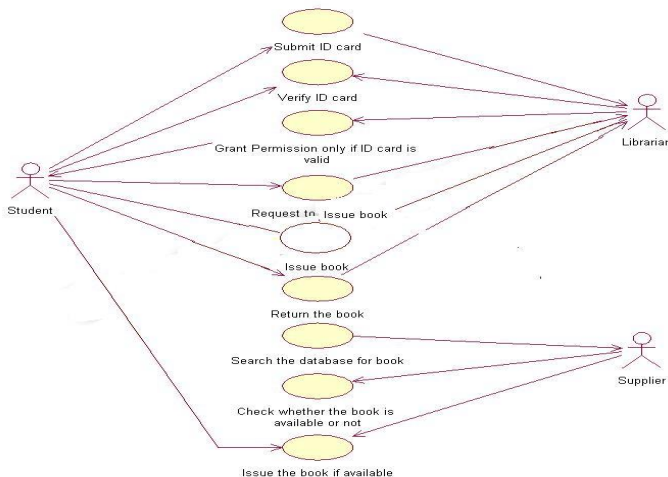 Submit ID card
Verify ID card
Librarian
Grant Permission only if ID card is
valid
Student
Request to Issue book
Issue book
Return the book
Search the database for book
Supplier
Check whether the book is
available or not
Issue the book if available